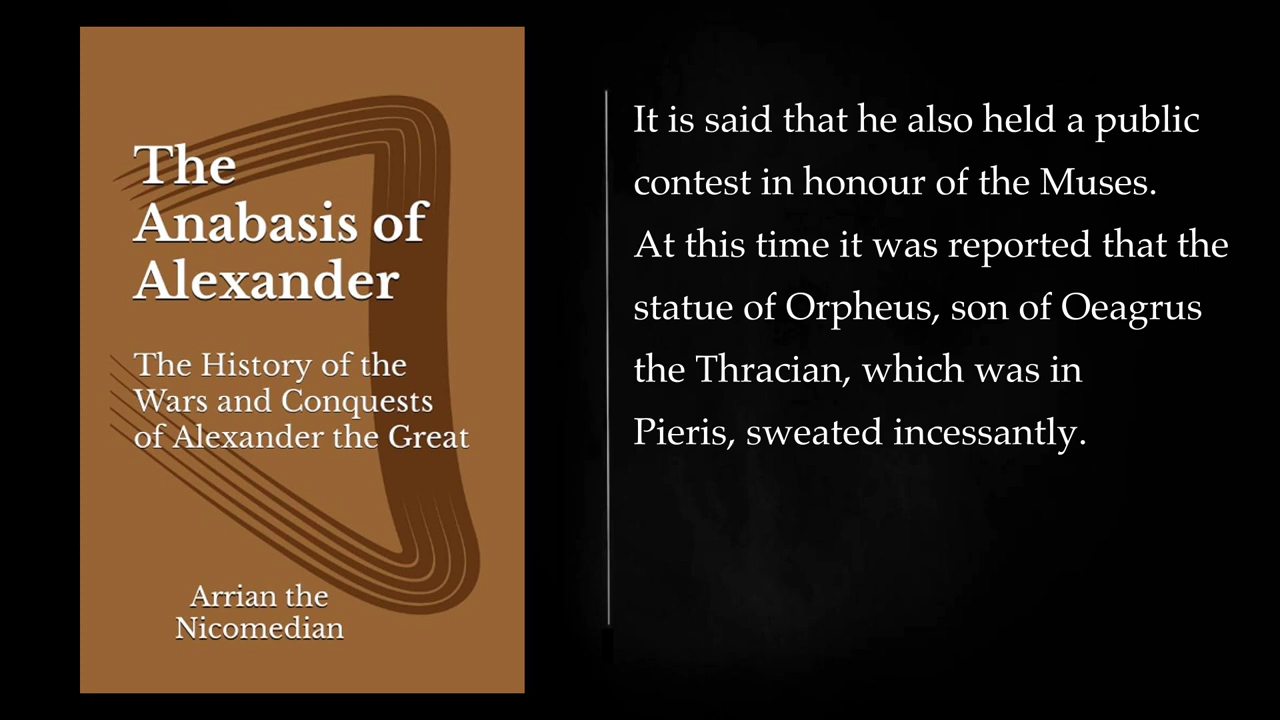 The
Anabasis of
Alexander
The History of the
Wars and Conquests
of Alexander the Great
Arrian the
Nicomedian
It is said that he also held a public
contest in honour of the Muses.
At this time it was reported that the
statue of Orpheus, son of Oeagrus
the Thracian, which was in
Pieris, sweated incessantly.